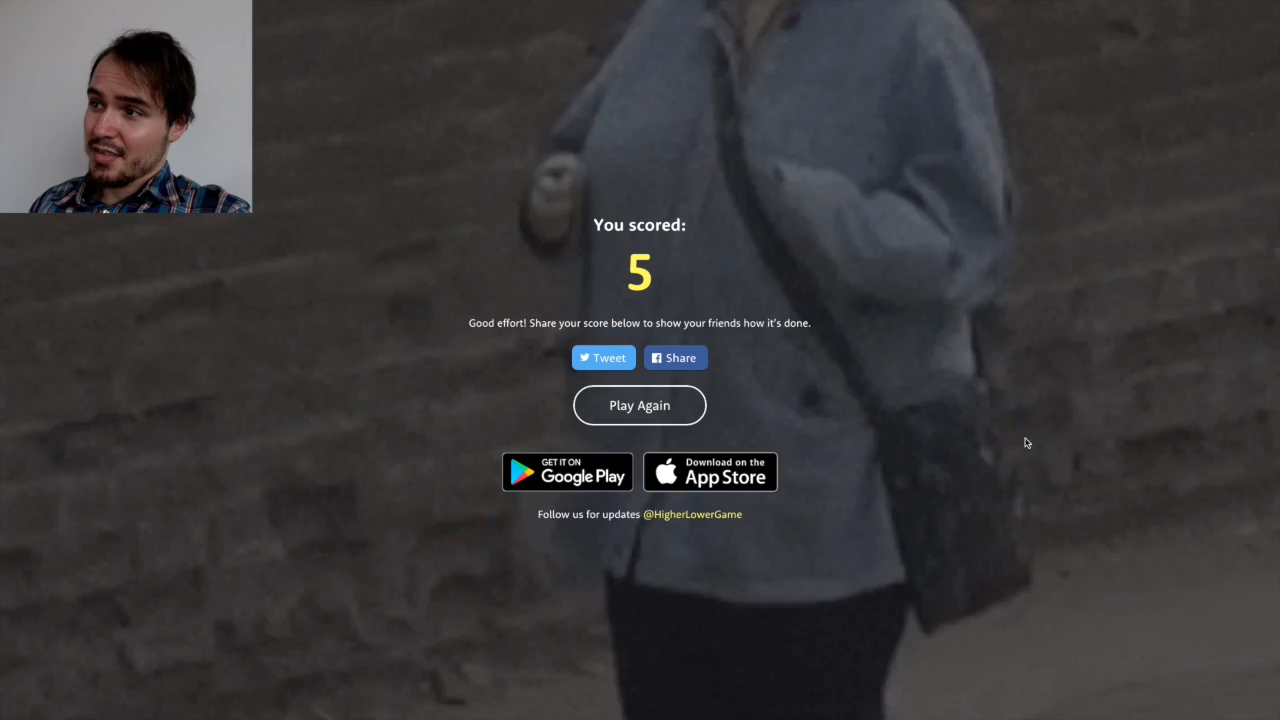 You scored:
5
Good effort! Share your score below to show your friends how it's done.
Tweet
Share
Play Again
GET IT ON
Google Play
Download on the
App Store
Follow us for updates @HigherLowerGame